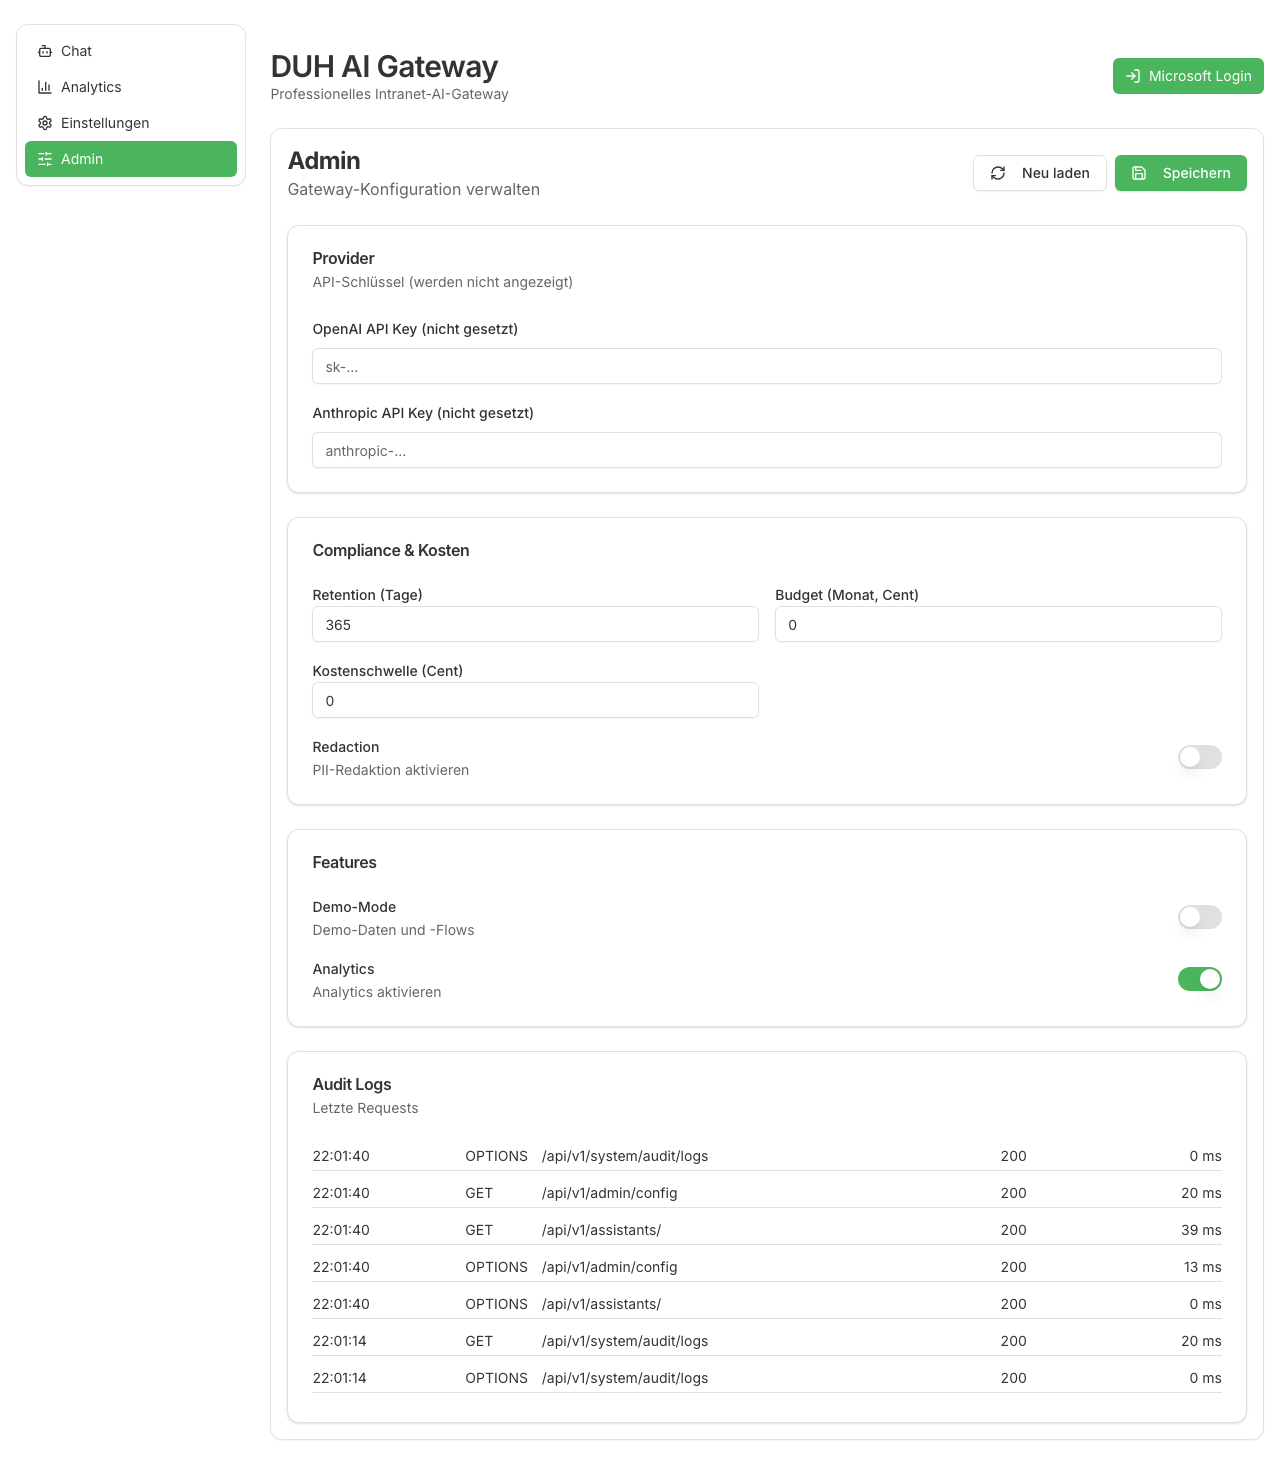 Chat
Analytics
Einstellungen
Admin
DUH AI Gateway
Professionelles Intranet-AI-Gateway
Microsoft Login
Admin
Gateway-Konfiguration verwalten
Neu laden
Speichern
Provider
API-Schlüssel (werden nicht angezeigt)
OpenAI API Key (nicht gesetzt)
sk-...
Anthropic API Key (nicht gesetzt)
anthropic-...
Compliance & Kosten
Retention (Tage)
365
Budget (Monat, Cent)
0
Kostenschwelle (Cent)
0
Redaction
PII-Redaktion aktivieren
Features
Demo-Mode
Demo-Daten und -Flows
Analytics
Analytics aktivieren
Audit Logs
Letzte Requests
22:01:40 OPTIONS /api/v1/system/audit/logs 200 0 ms
22:01:40 GET /api/v1/admin/config 200 20 ms
22:01:40 GET /api/v1/assistants/ 200 39 ms
22:01:40 OPTIONS /api/v1/admin/config 200 13 ms
22:01:40 OPTIONS /api/v1/assistants/ 200 0 ms
22:01:14 GET /api/v1/system/audit/logs 200 20 ms
22:01:14 OPTIONS /api/v1/system/audit/logs 200 0 ms